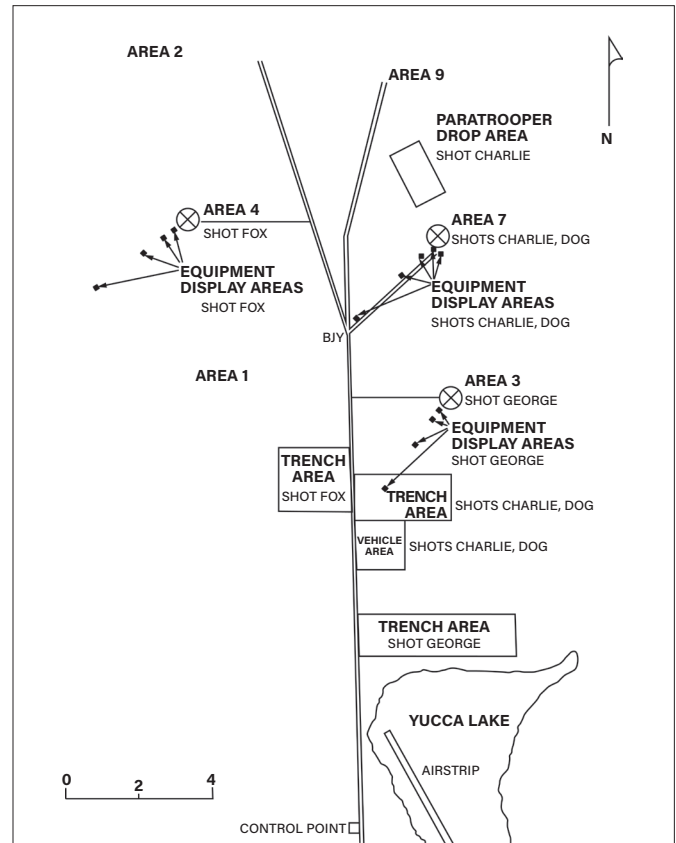 AREA 2
AREA 9
PARATROOPER
DROP AREA
SHOT CHARLIE
N
AREA 4
SHOT FOX
AREA 7
SHOTS CHARLIE, DOG
EQUIPMENT
DISPLAY AREAS
SHOT FOX
EQUIPMENT
DISPLAY AREAS
SHOTS CHARLIE, DOG
BJY
AREA 1
AREA 3
SHOT GEORGE
EQUIPMENT
DISPLAY AREAS
SHOT GEORGE
TRENCH
AREA
SHOT FOX
TRENCH
AREA
SHOTS CHARLIE, DOG
VEHICLE
AREA
SHOTS CHARLIE, DOG
TRENCH AREA
SHOT GEORGE
YUCCA LAKE
AIRSTRIP
0 2 4
CONTROL POINT